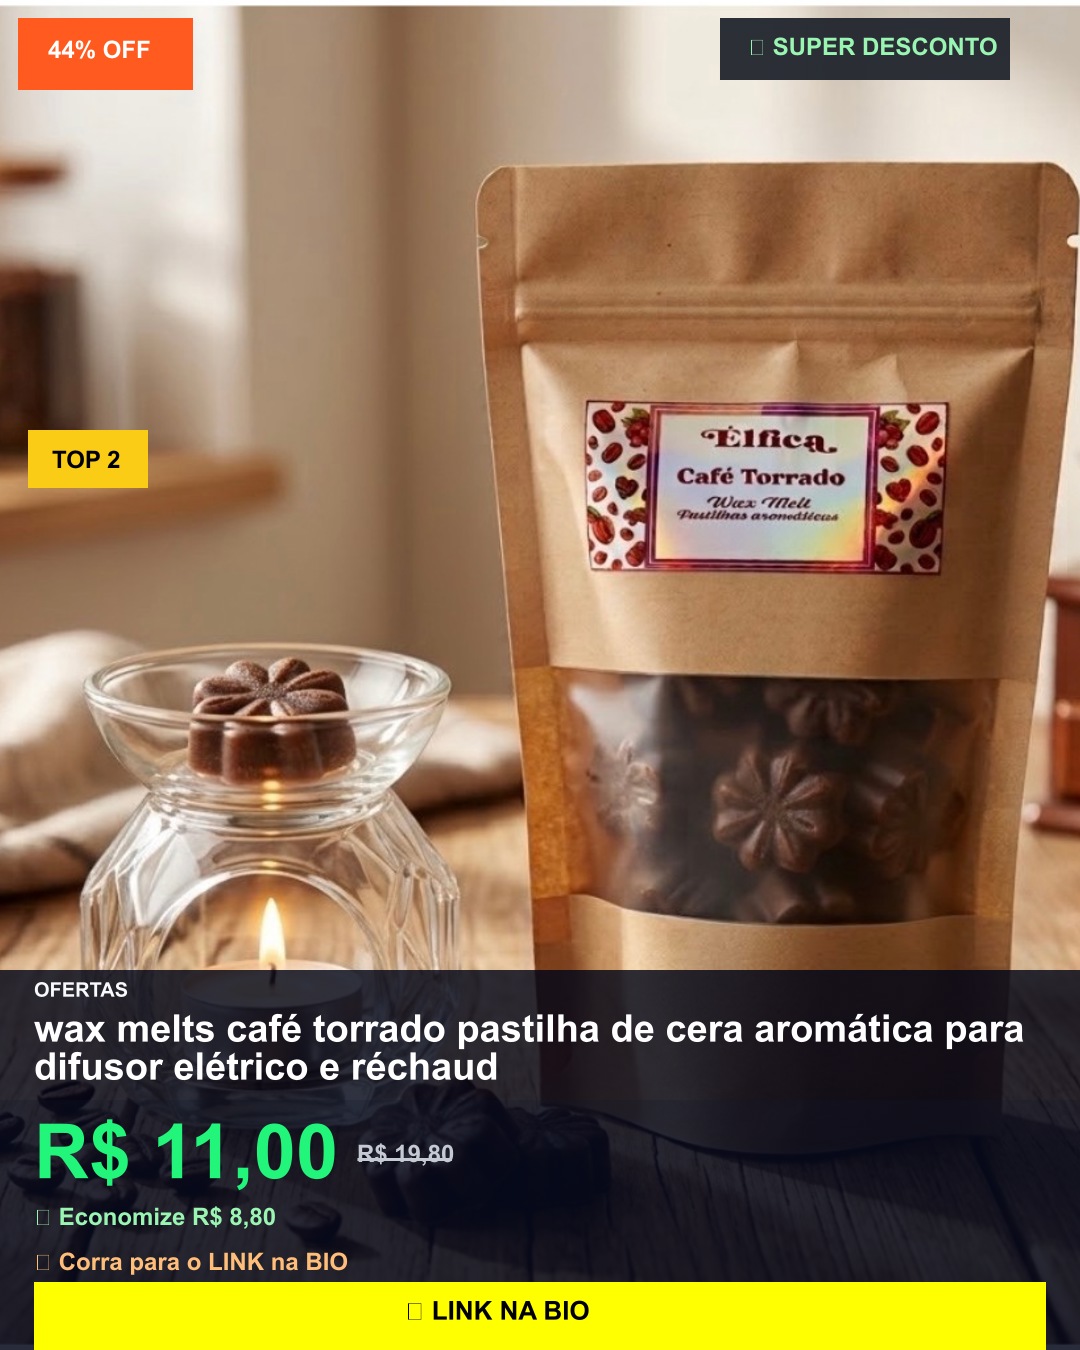 44% OFF
SUPER DESCONTO
Élfica
Café Torrado
Wax Melt
Pastilhas aromáticas
TOP 2
OFERTAS
wax melts café torrado pastilha de cera aromática para
difusor elétrico e réchaud
R$ 11,00 R$ 19,80
Economize R$ 8,80
Corra para o LINK na BIO
LINK NA BIO